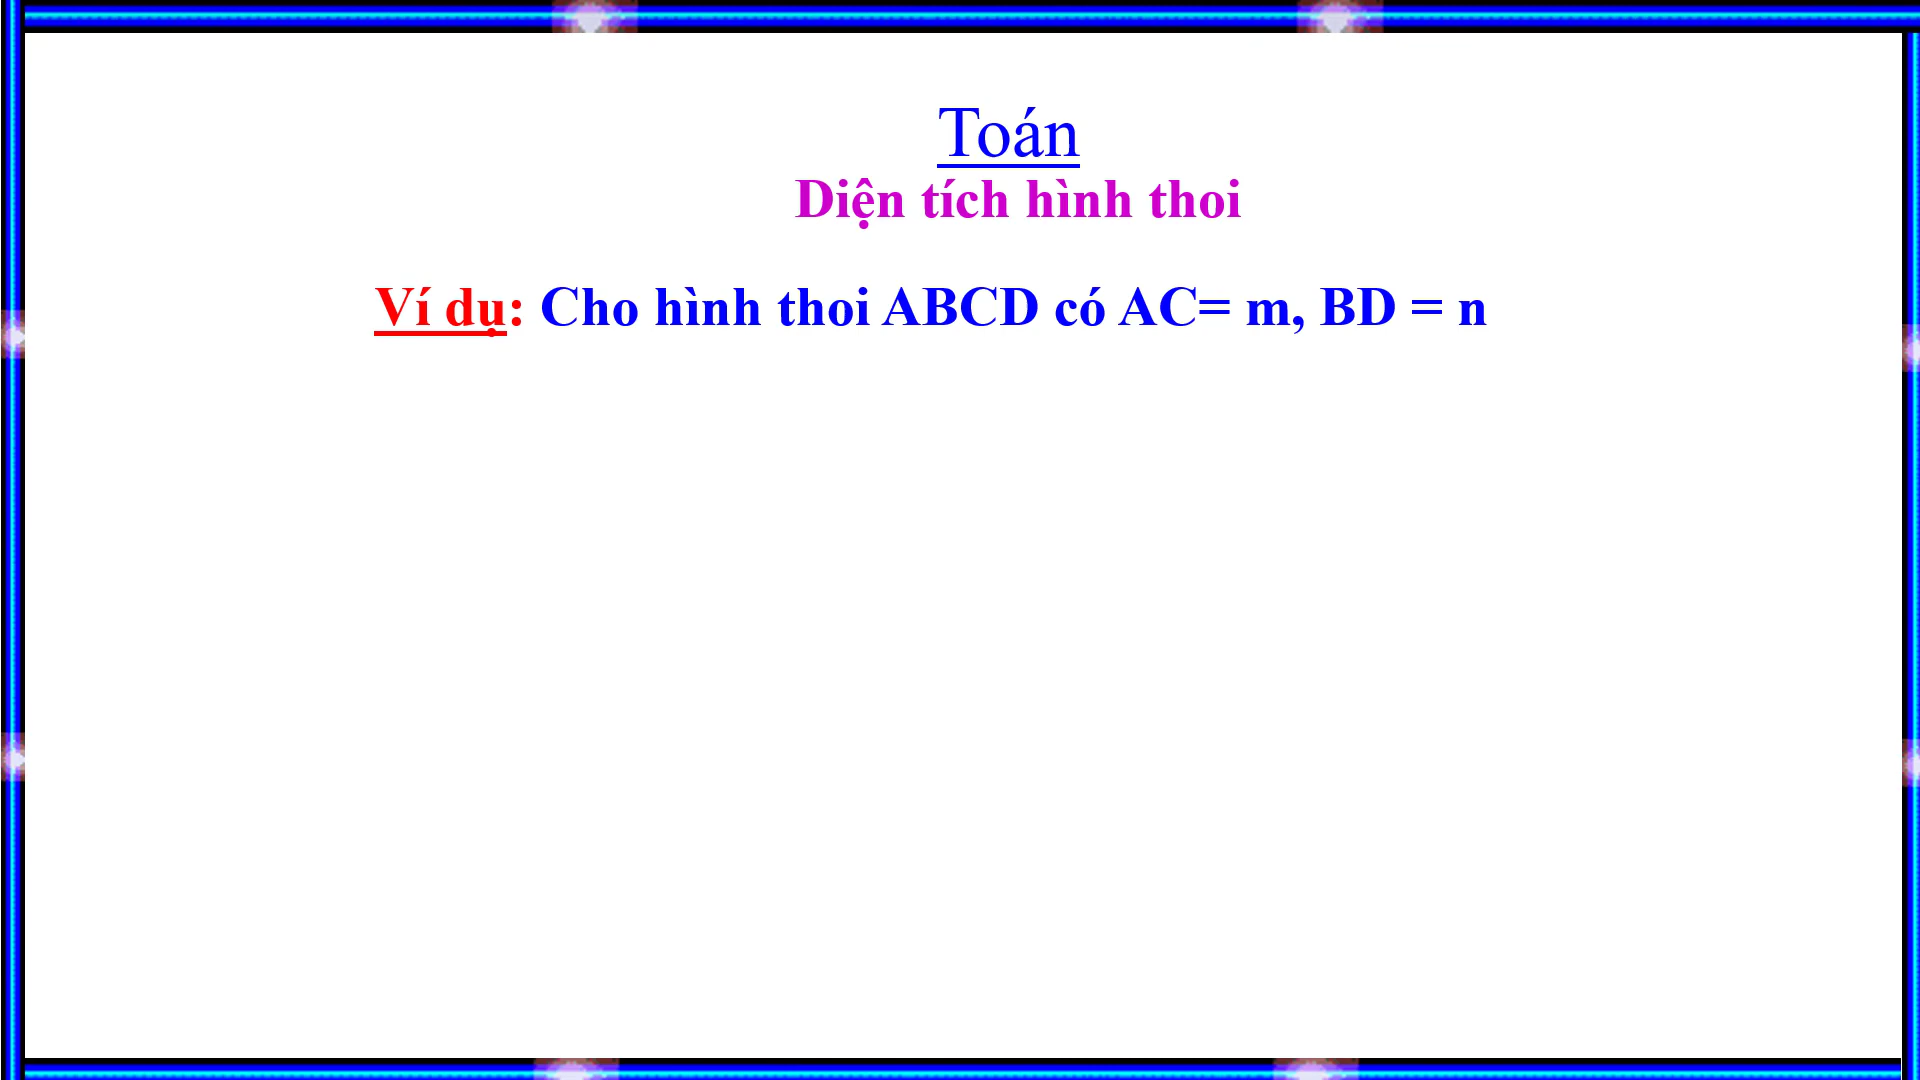 Toán
Diện tích hình thoi
Ví dụ: Cho hình thoi ABCD có AC= m, BD = n